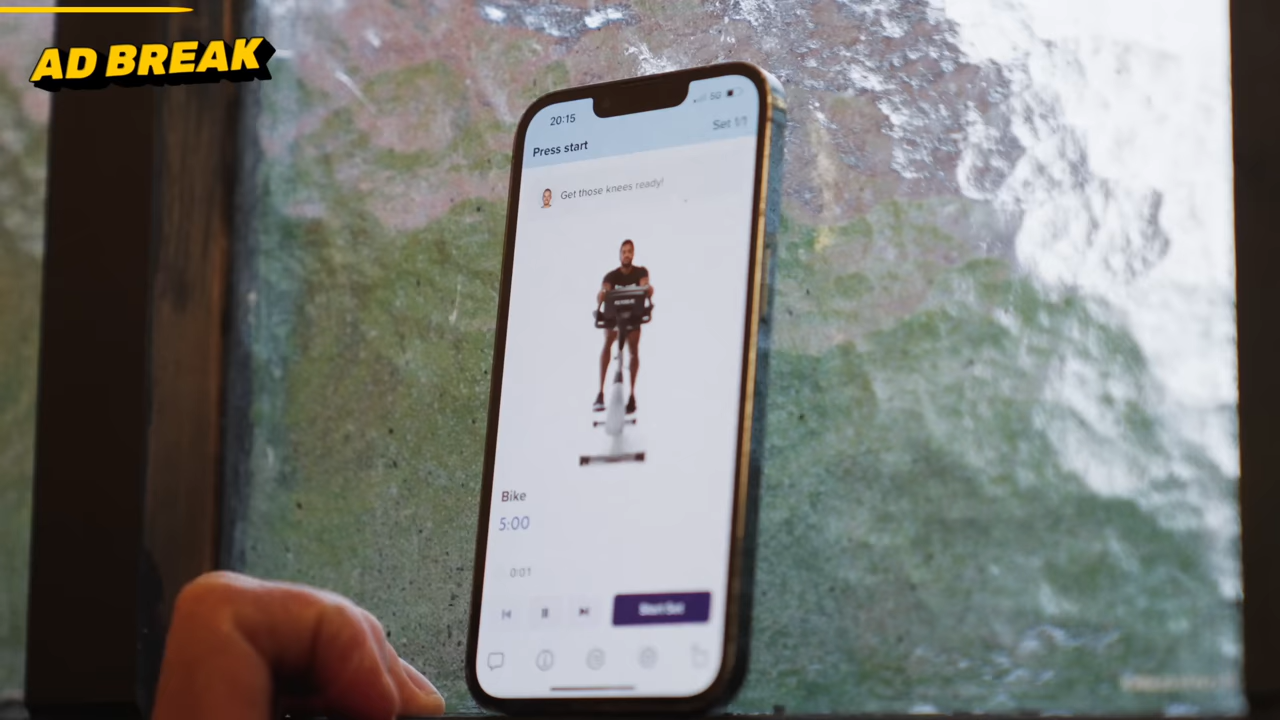 AD BREAK
20:15
5G
Press start
Set 1/1
Get those knees ready!
Bike
5:00
0:01
Start Set